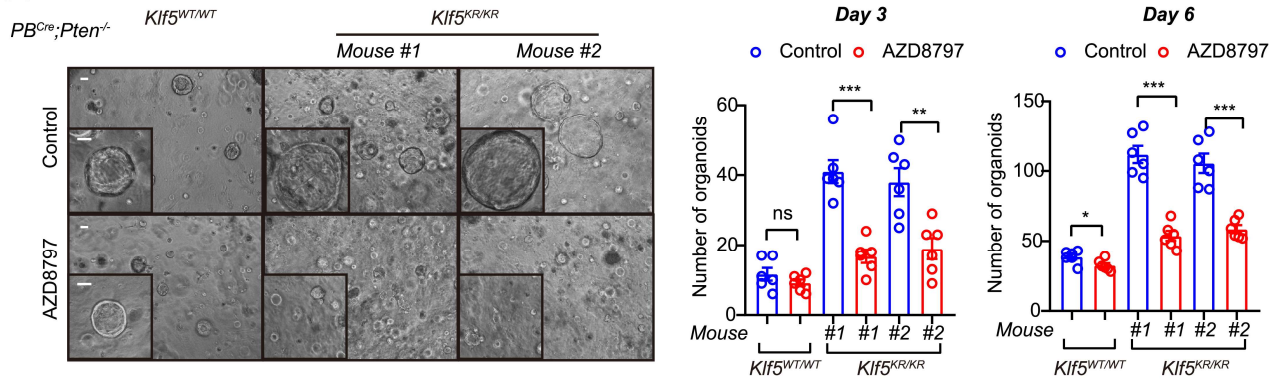 PB^Cre;Pten^-/-
Klf5^WT/WT
Klf5^KR/KR
Mouse #1 Mouse #2
Control
AZD8797
Day 3
Control AZD8797
Number of organoids
60
40
20
0
ns
***
**
Mouse #1 #1 #2 #2
Klf5^WT/WT Klf5^KR/KR
Day 6
Control AZD8797
Number of organoids
150
100
50
0
*
***
***
Mouse #1 #1 #2 #2
Klf5^WT/WT Klf5^KR/KR